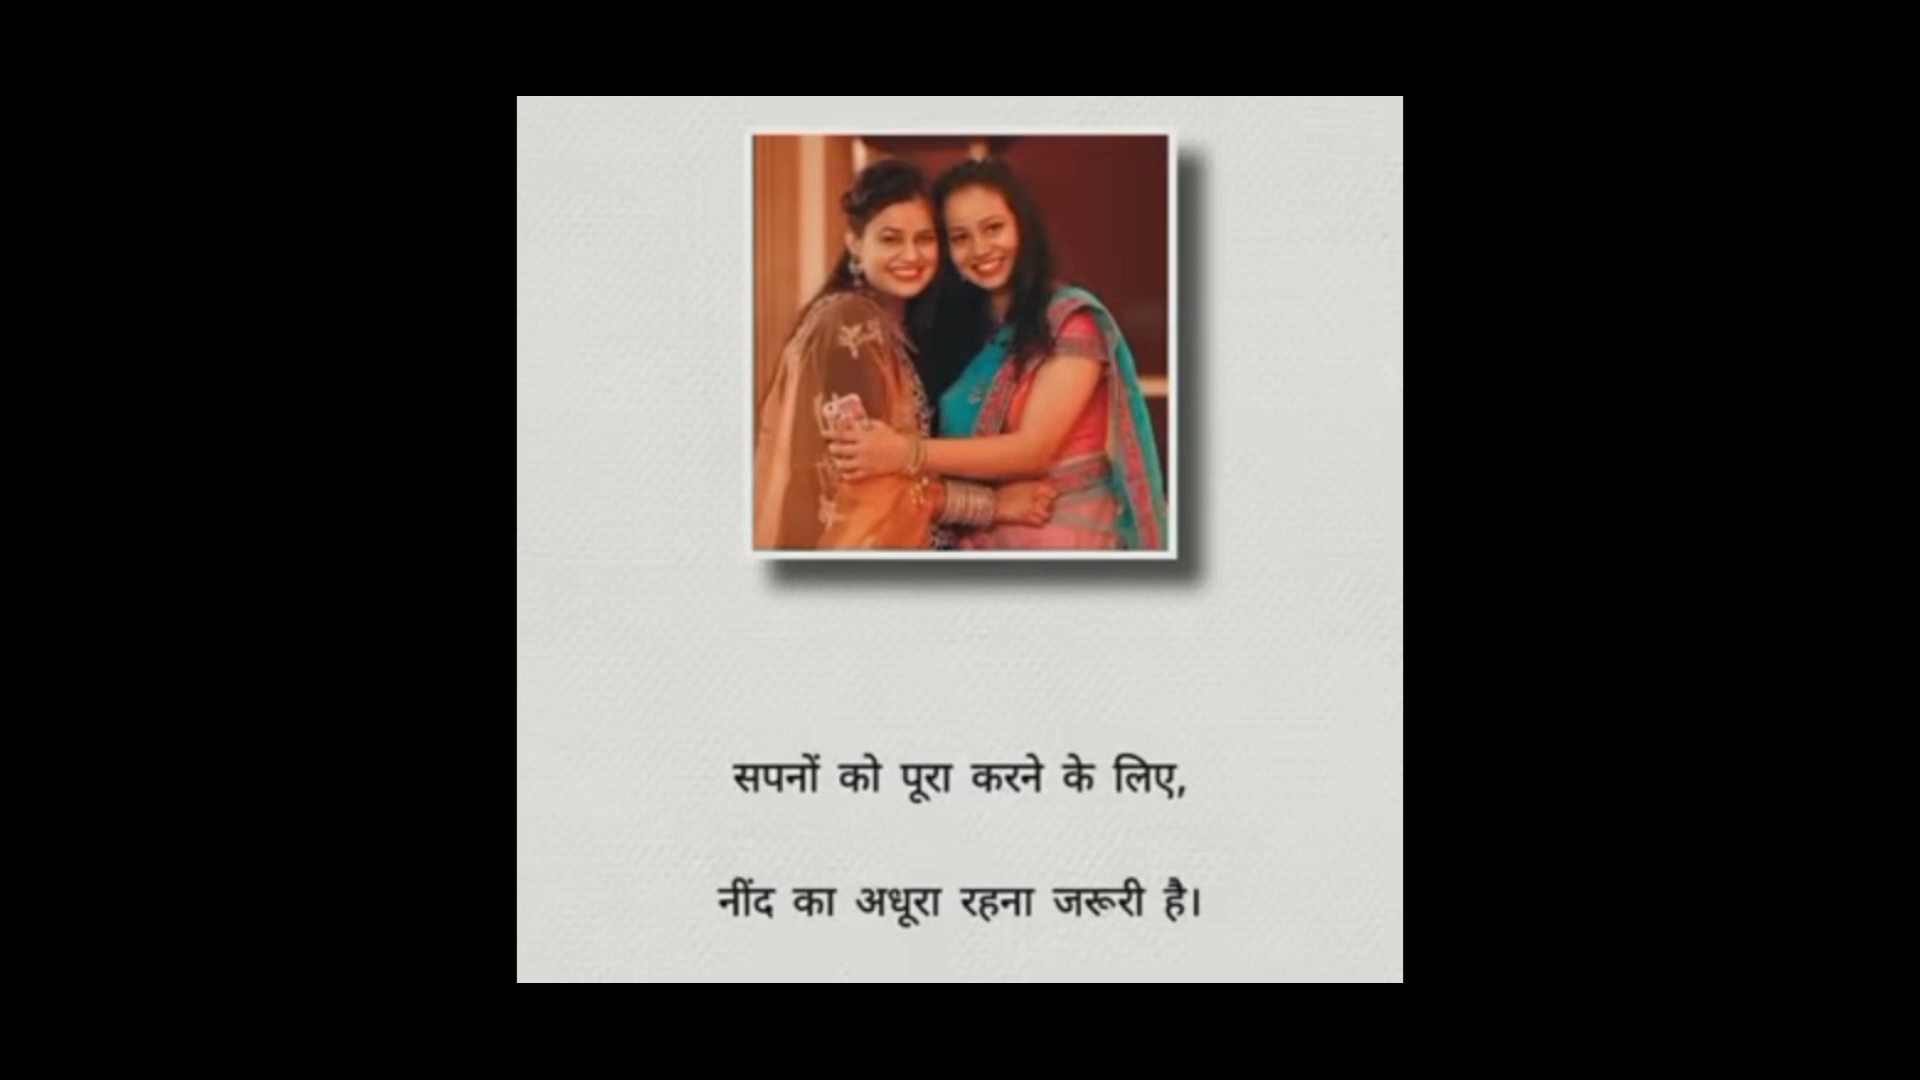 सपनों को पूरा करने के लिए,
नींद का अधूरा रहना जरूरी है।